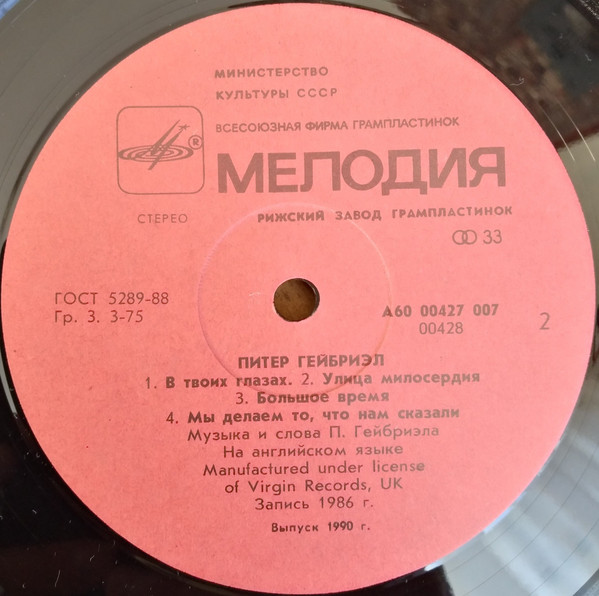 МИНИСТЕРСТВО
КУЛЬТУРЫ СССР
ВСЕСОЮЗНАЯ ФИРМА ГРАМПЛАСТИНОК
®
МЕЛОДИЯ
СТЕРЕО
РИЖСКИЙ ЗАВОД ГРАМПЛАСТИНОК
33
ГОСТ 5289-88
Гр. 3. 3-75
А60 00427 007
00428
2
ПИТЕР ГЕЙБРИЭЛ
1. В твоих глазах. 2. Улица милосердия
3. Большое время
4. Мы делаем то, что нам сказали
Музыка и слова П. Гейбриэла
На английском языке
Manufactured under license
of Virgin Records, UK
Запись 1986 г.
Выпуск 1990 г.